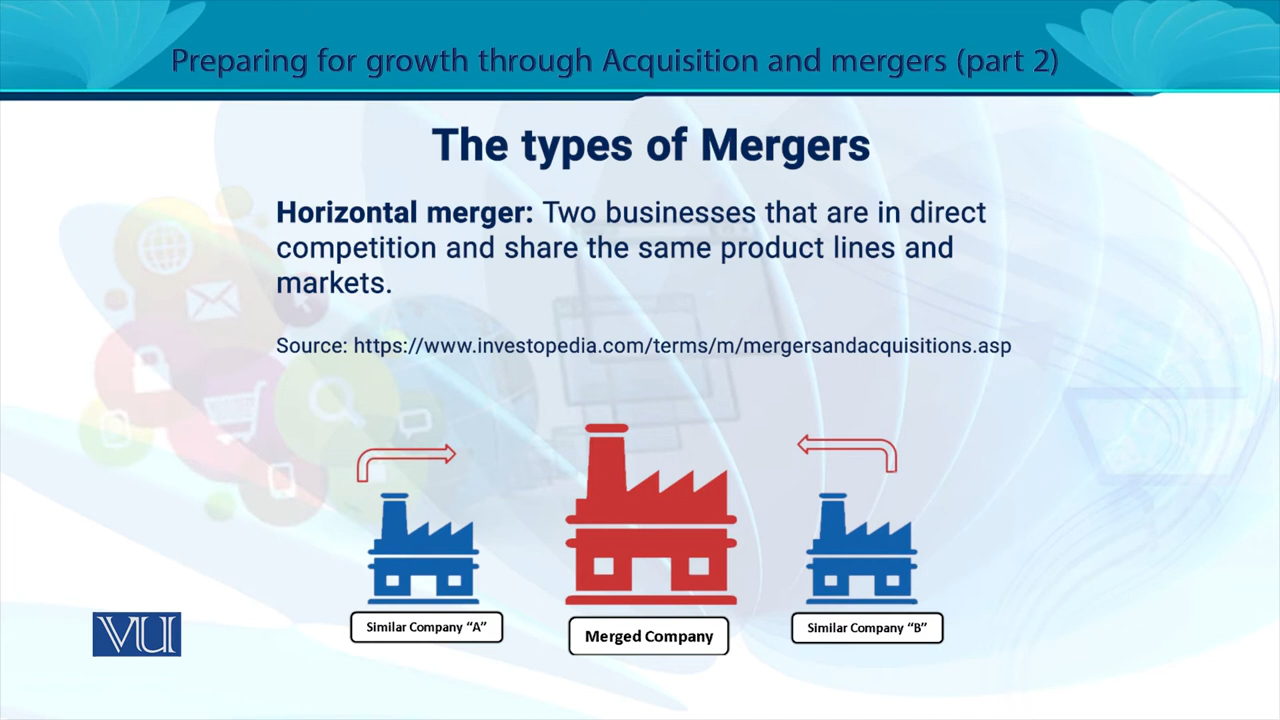 Preparing for growth through Acquisition and mergers (part 2)
The types of Mergers
Horizontal merger: Two businesses that are in direct
competition and share the same product lines and
markets.
Source: https://www.investopedia.com/terms/m/mergersandacquisitions.asp
Similar Company “A”
Merged Company
Similar Company “B”
VU